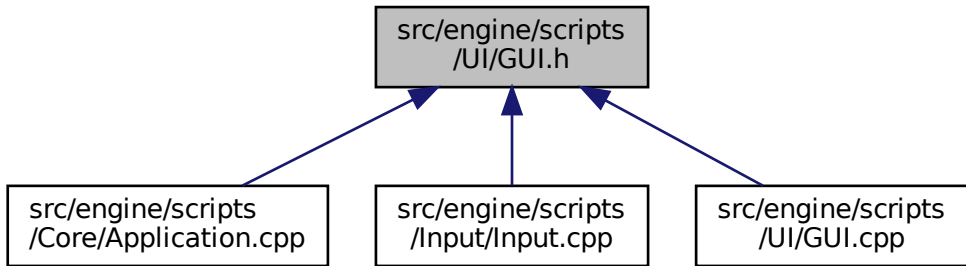 src/engine/scripts
/UI/GUI.h
src/engine/scripts
/Core/Application.cpp
src/engine/scripts
/Input/Input.cpp
src/engine/scripts
/UI/GUI.cpp